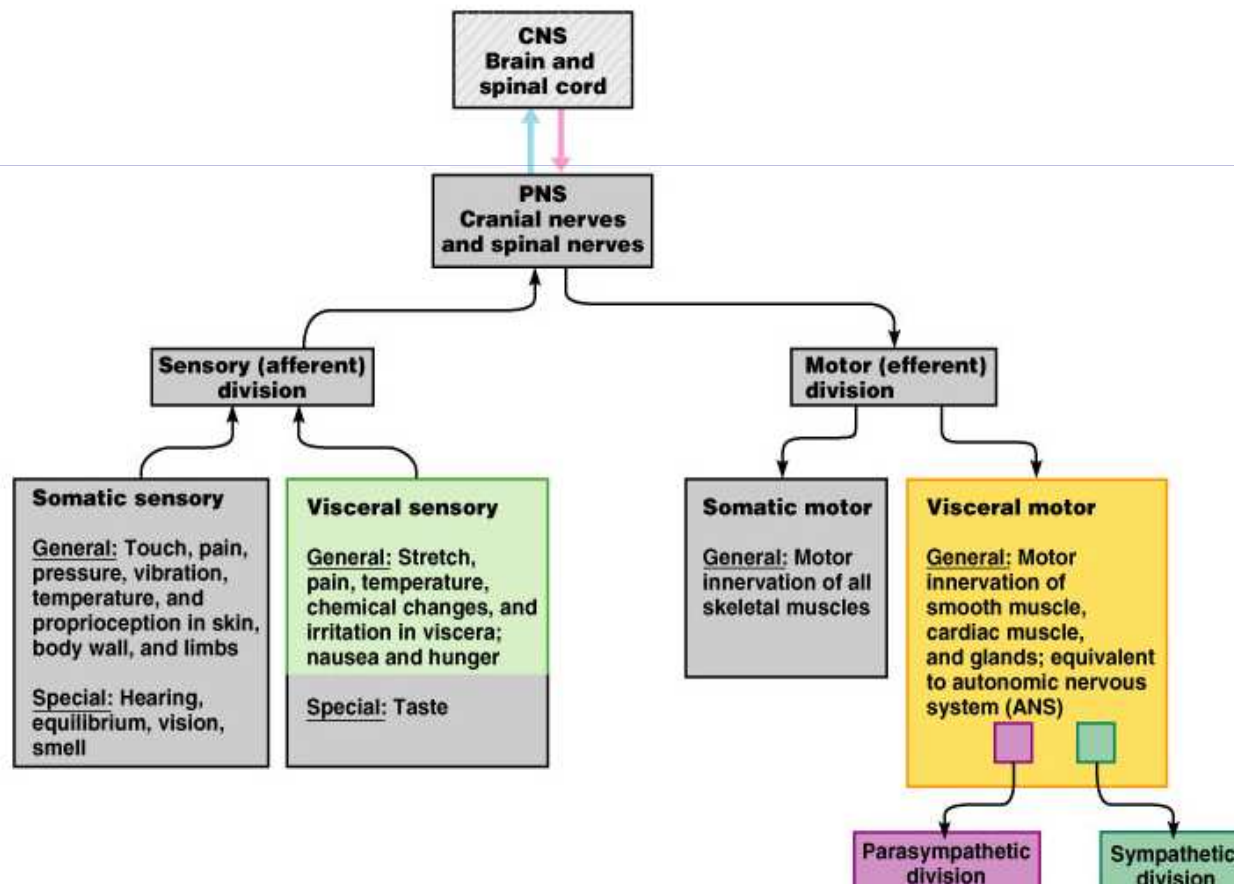 CNS
Brain and
spinal cord
PNS
Cranial nerves
and spinal nerves
Sensory (afferent)
division
Motor (efferent)
division
Somatic sensory
General: Touch, pain,
pressure, vibration,
temperature, and
proprioception in skin,
body wall, and limbs
Special: Hearing,
equilibrium, vision,
smell
Visceral sensory
General: Stretch,
pain, temperature,
chemical changes, and
irritation in viscera;
nausea and hunger
Special: Taste
Somatic motor
General: Motor
innervation of all
skeletal muscles
Visceral motor
General: Motor
innervation of
smooth muscle,
cardiac muscle,
and glands; equivalent
to autonomic nervous
system (ANS)
Parasympathetic
division
Sympathetic
division